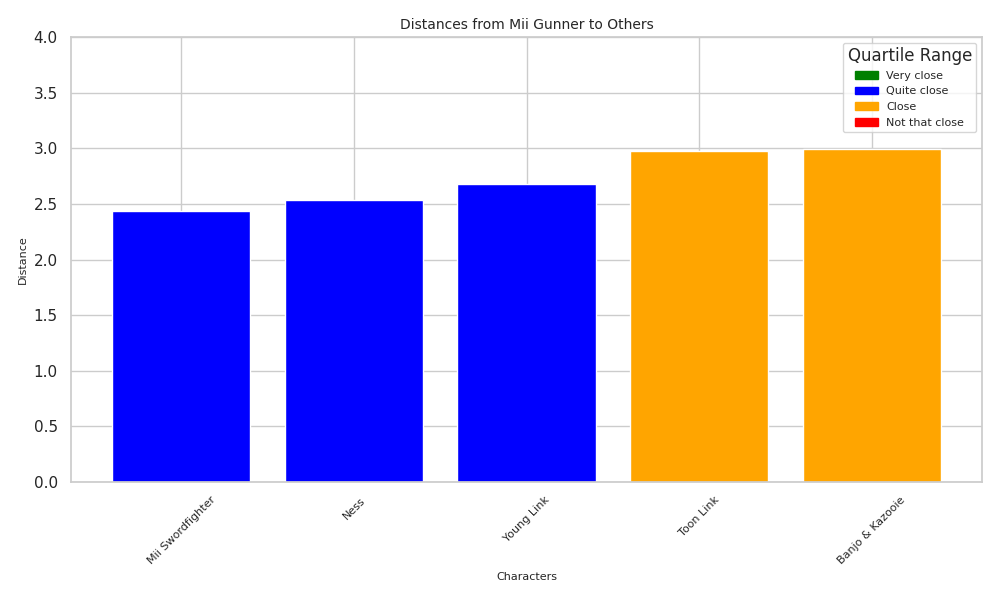 Distances from Mii Gunner to Others
4.0
3.5
3.0
2.5
2.0
1.5
1.0
0.5
0.0
Distance
Quartile Range
Very close
Quite close
Close
Not that close
Mii Swordfighter
Ness
Young Link
Toon Link
Banjo & Kazooie
Characters